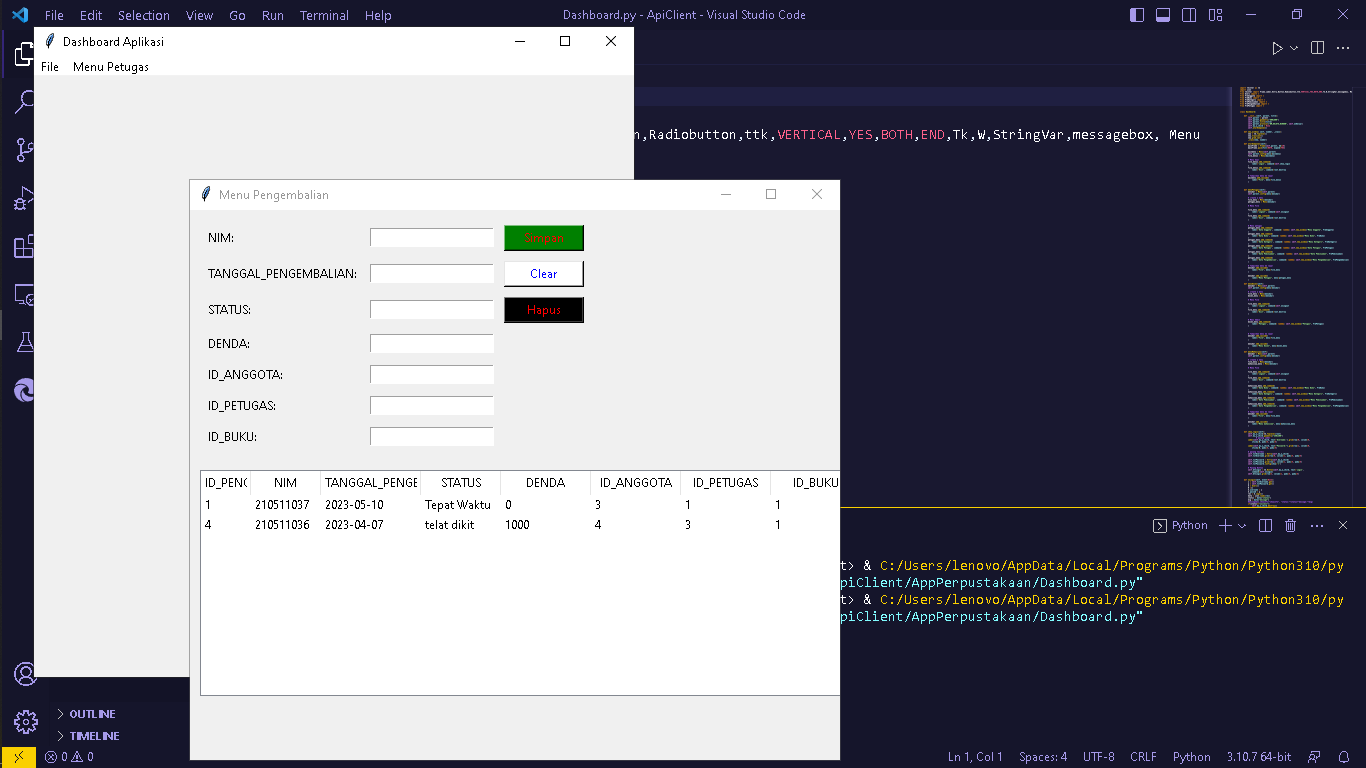 File Edit Selection View Go Run Terminal Help
Dashboard.py - ApiClient - Visual Studio Code
Dashboard Aplikasi
File Menu Petugas
n,Radiobutton,ttk,VERTICAL,YES,BOTH,END,Tk,W,StringVar,messagebox, Menu
Menu Pengembalian
NIM:
TANGGAL_PENGEMBALIAN: Clear
STATUS: Hapus
DENDA:
ID_ANGGOTA:
ID_PETUGAS:
ID_BUKU:
ID_PENG NIM TANGGAL_PENGE STATUS DENDA ID_ANGGOTA ID_PETUGAS ID_BUKU
1 210511037 2023-05-10 Tepat Waktu 0 3 1 1
4 210511036 2023-04-07 telat dikit 1000 4 3 1
Python
t> & C:/Users/lenovo/AppData/Local/Programs/Python/Python310/py
piClient/AppPerpustakaan/Dashboard.py"
t> & C:/Users/lenovo/AppData/Local/Programs/Python/Python310/py
piClient/AppPerpustakaan/Dashboard.py"
OUTLINE
TIMELINE
0 0 Ln 1, Col 1 Spaces: 4 UTF-8 CRLF Python 3.10.7 64-bit